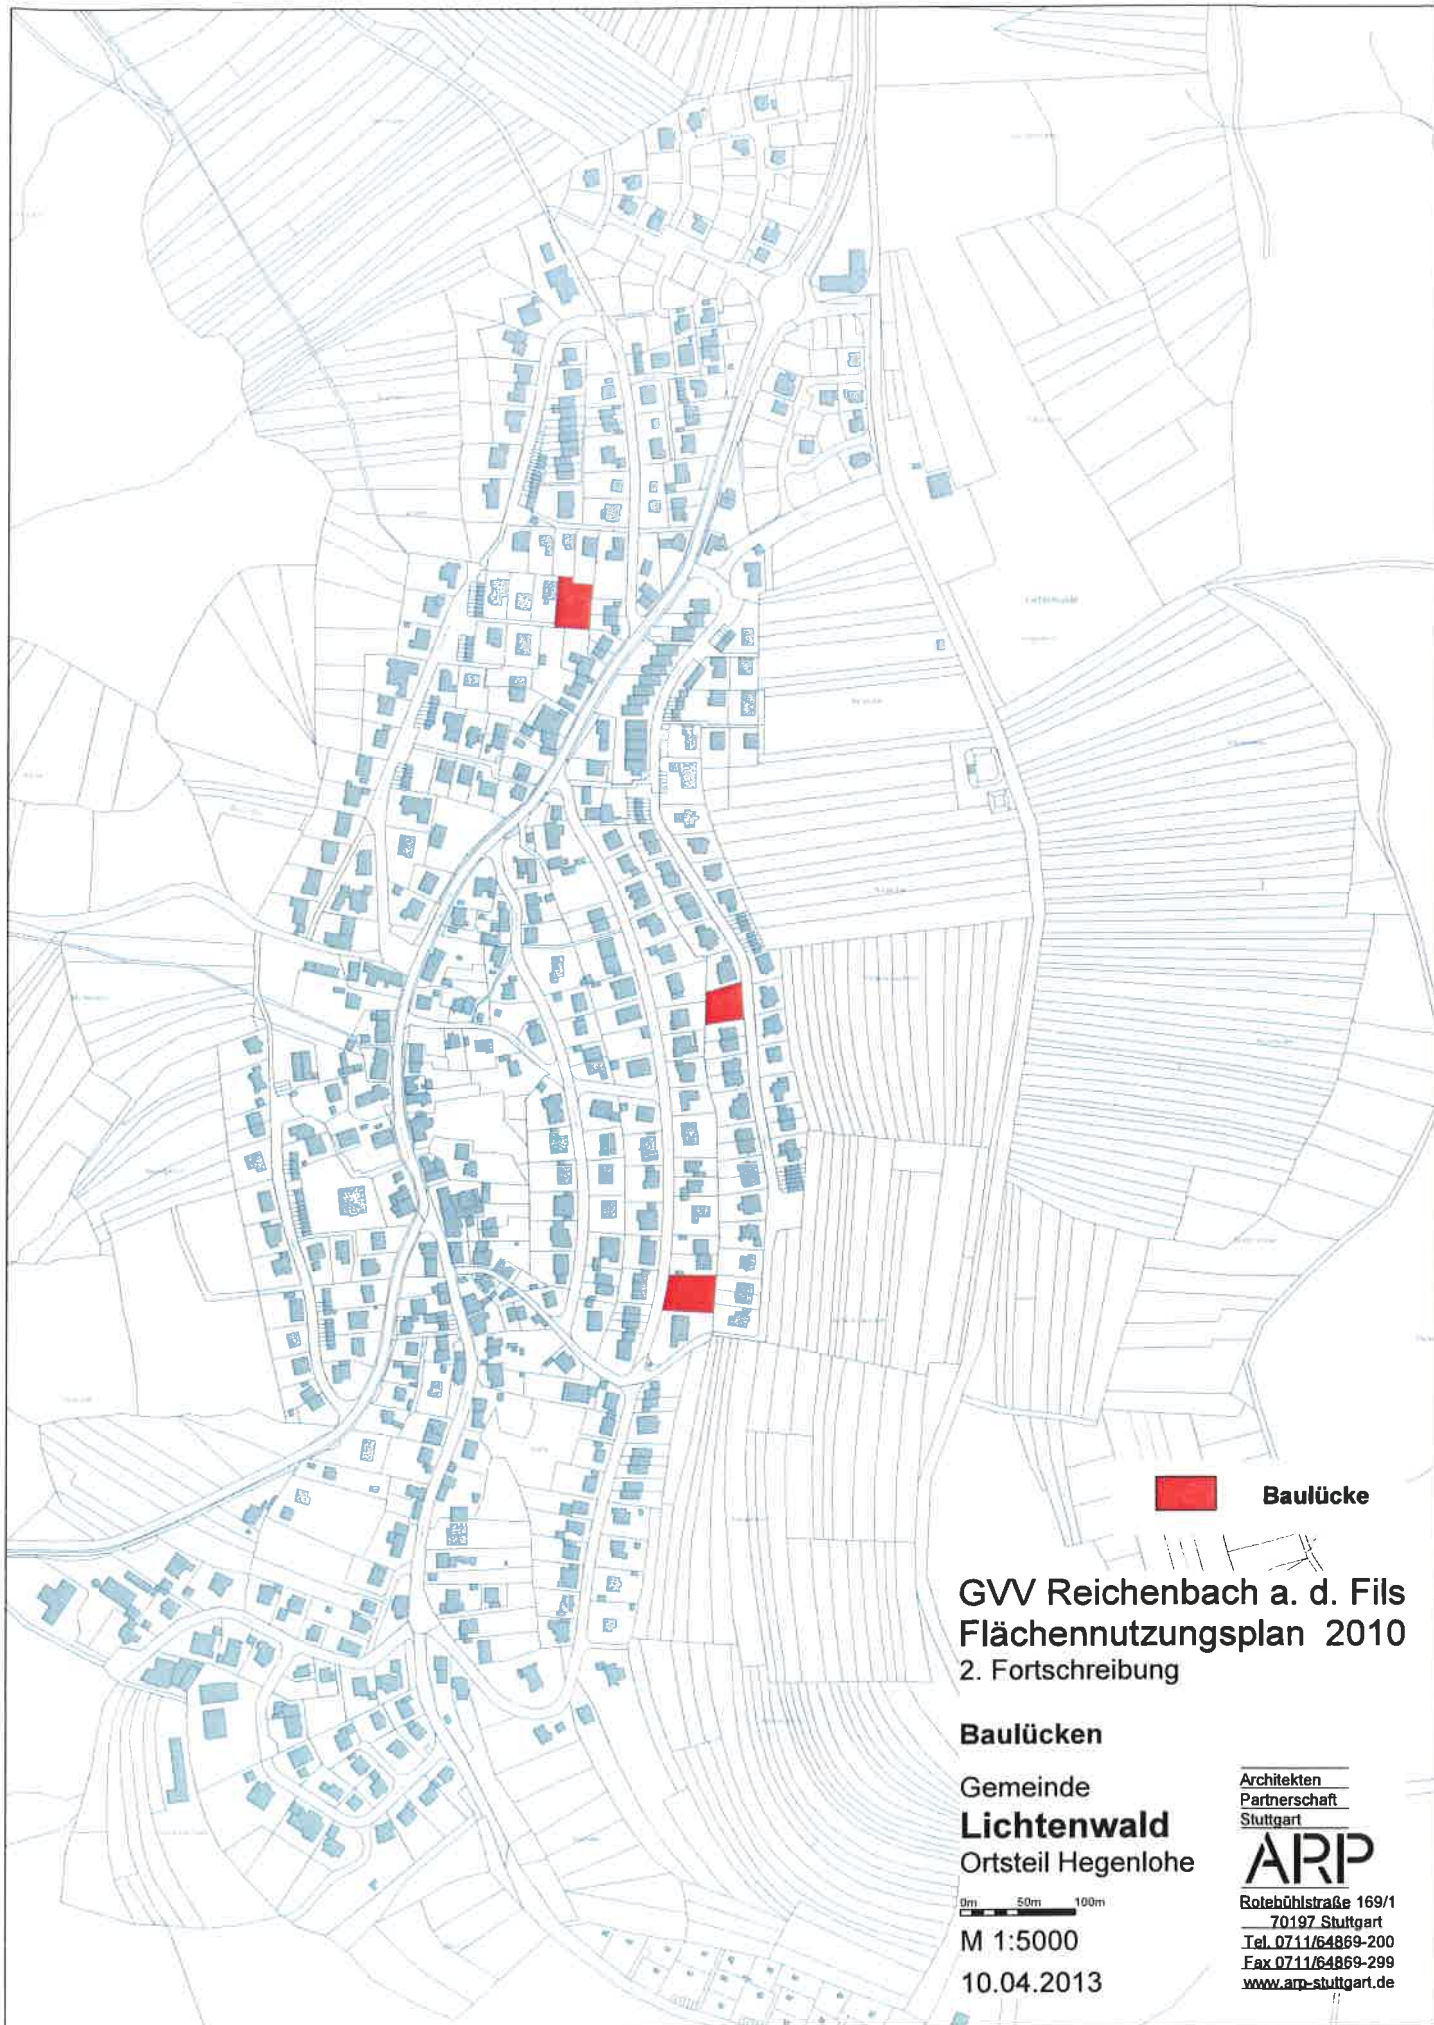 Baulücke
GVV Reichenbach a. d. Fils
Flächennutzungsplan 2010
2. Fortschreibung
Baulücken
Gemeinde
Lichtenwald
Ortsteil Hegenlohe
0m 50m 100m
M 1:5000
10.04.2013
Architekten
Partnerschaft
Stuttgart
ARP
Rotebühlstraße 169/1
70197 Stuttgart
Tel. 0711/64869-200
Fax 0711/64869-299
www.arp-stuttgart.de